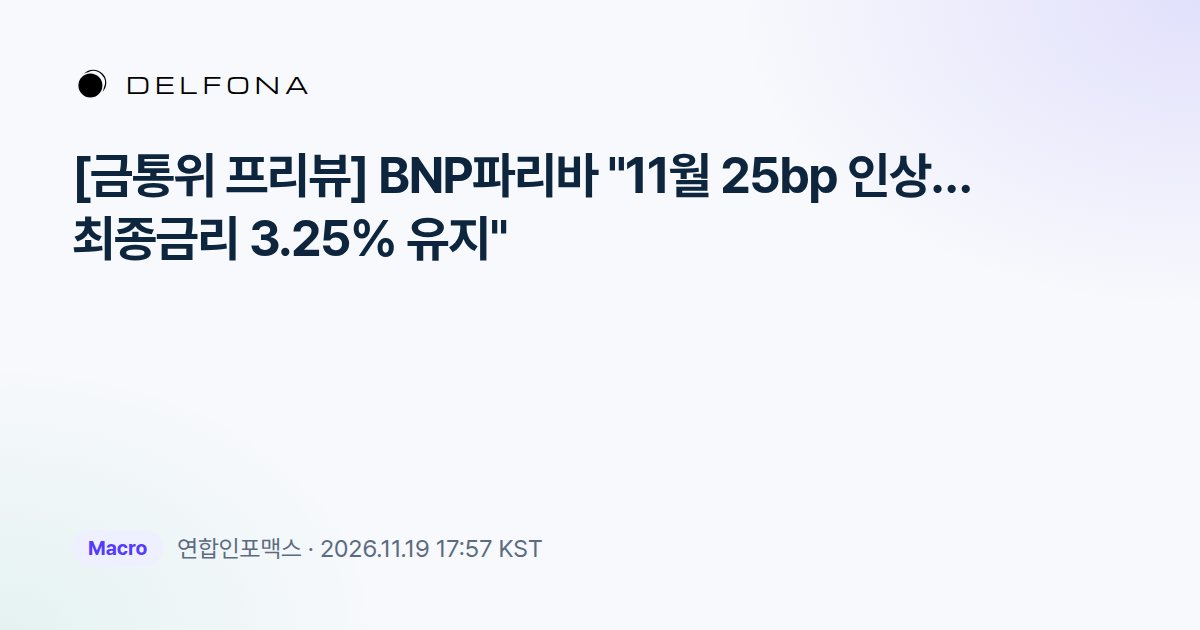 DELFONA
[금통위 프리뷰] BNP파리바 "11월 25bp 인상…
최종금리 3.25% 유지"
Macro 연합인포맥스 · 2026.11.19 17:57 KST